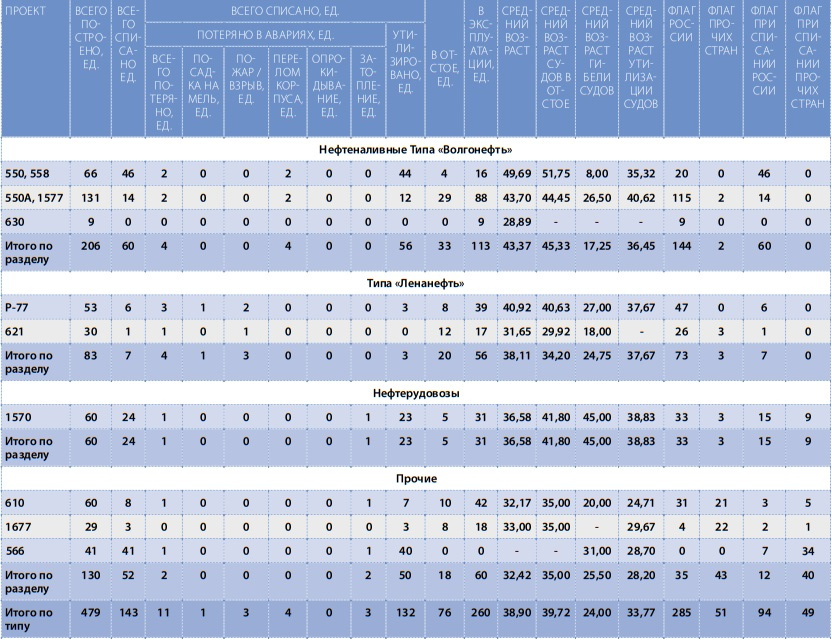 ПРОЕКТ ВСЕГО ПО-СТРО-ЕНО, ЕД. ВСЕ-ГО СПИ-СА-НО ЕД. ВСЕГО СПИСАНО, ЕД. В ОТ-СТОЕ, ЕД. В ЭКС-ПЛУ-АТА-ЦИИ, ЕД. СРЕД-НИЙ ВОЗ-РАСТ СРЕД-НИЙ ВОЗ-РАСТ СУ-ДОВ В ОТ-СТОЕ СРЕД-НИЙ ВОЗ-РАСТ ГИ-БЕЛИ СУДОВ СРЕД-НИЙ ВОЗ-РАСТ УТИ-ЛИЗА-ЦИИ СУДОВ ФЛАГ РОС-СИИ ФЛАГ ПРО-ЧИХ СТРАН ФЛАГ ПРИ СПИ-СА-НИИ РОС-СИИ ФЛАГ ПРИ СПИ-СА-НИИ ПРО-ЧИХ СТРАН
ПОТЕРЯНО В АВАРИЯХ, ЕД. УТИ-ЛИ-ЗИРО-ВАНО, ЕД.
ВСЕ-ГО ПО-ТЕ-РЯ-НО, ЕД. ПО-САД-КА НА МЕЛЬ, ЕД. ПО-ЖАР / ВЗРЫВ, ЕД. ПЕРЕ-ЛОМ КОР-ПУСА, ЕД. ОПРО-КИ-ДЫВА-НИЕ, ЕД. ЗА-ТО-ПЛЕ-НИЕ, ЕД.
Нефтеналивные Типа «Волгонефть»
550, 558 66 46 2 0 0 2 0 0 44 4 16 49,69 51,75 8,00 35,32 20 0 46 0
550А, 1577 131 14 2 0 0 2 0 0 12 29 88 43,70 44,45 26,50 40,62 115 2 14 0
630 9 0 0 0 0 0 0 0 0 0 9 28,89 - - - 9 0 0 0
Итого по разделу 206 60 4 0 0 4 0 0 56 33 113 43,37 45,33 17,25 36,45 144 2 60 0
Типа «Ленанефть»
Р-77 53 6 3 1 2 0 0 0 3 8 39 40,92 40,63 27,00 37,67 47 0 6 0
621 30 1 1 0 1 0 0 0 0 12 17 31,65 29,92 18,00 - 26 3 1 0
Итого по разделу 83 7 4 1 3 0 0 0 3 20 56 38,11 34,20 24,75 37,67 73 3 7 0
Нефтерудовозы
1570 60 24 1 0 0 0 0 1 23 5 31 36,58 41,80 45,00 38,83 33 3 15 9
Итого по разделу 60 24 1 0 0 0 0 1 23 5 31 36,58 41,80 45,00 38,83 33 3 15 9
Прочие
610 60 8 1 0 0 0 0 1 7 10 42 32,17 35,00 20,00 24,71 31 21 3 5
1677 29 3 0 0 0 0 0 0 3 8 18 33,00 35,00 - 29,67 4 22 2 1
566 41 41 1 0 0 0 0 1 40 0 0 - - 31,00 28,70 0 0 7 34
Итого по разделу 130 52 2 0 0 0 0 2 50 18 60 32,42 35,00 25,50 28,20 35 43 12 40
Итого по типу 479 143 11 1 3 4 0 3 132 76 260 38,90 39,72 24,00 33,77 285 51 94 49